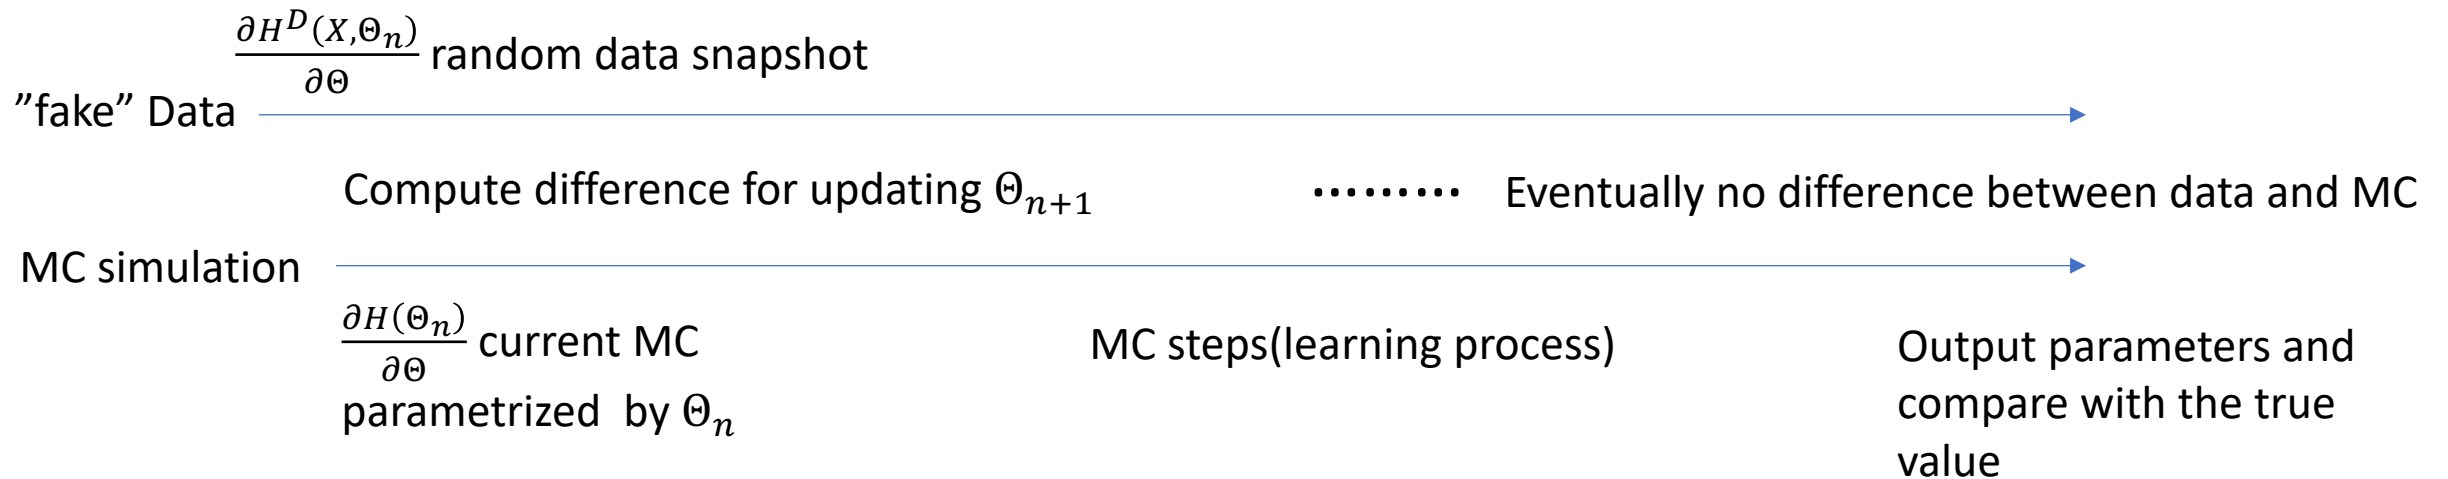 ∂H^D(X,Θ_n)/∂Θ random data snapshot
”fake” Data
Compute difference for updating Θ_{n+1}
......... Eventually no difference between data and MC
MC simulation
∂H(Θ_n)/∂Θ current MC
parametrized by Θ_n
MC steps(learning process)
Output parameters and
compare with the true
value